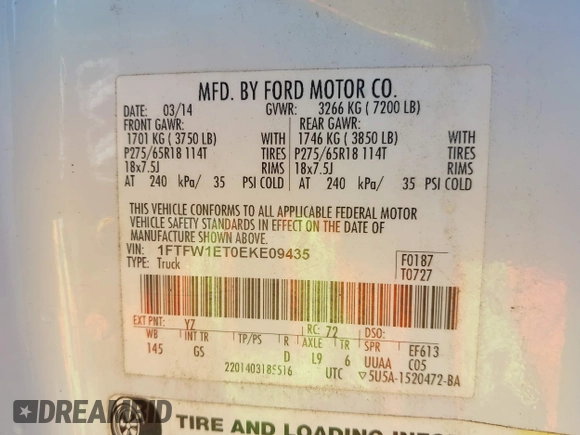 MFD. BY FORD MOTOR CO.
DATE: 03/14 GVWR: 3266 KG ( 7200 LB)
FRONT GAWR: REAR GAWR:
1701 KG ( 3750 LB) WITH 1746 KG ( 3850 LB) WITH
P275/65R18 114T TIRES P275/65R18 114T TIRES
18x7.5J RIMS 18x7.5J RIMS
AT 240 kPa/ 35 PSI COLD AT 240 kPa/ 35 PSI COLD
THIS VEHICLE CONFORMS TO ALL APPLICABLE FEDERAL MOTOR
VEHICLE SAFETY STANDARDS IN EFFECT ON THE DATE OF
MANUFACTURE SHOWN ABOVE.
VIN: 1FTFW1ET0EKE09435 F0187
TYPE: Truck T0727
EXT PNT: YZ RC: 72 DSO:
WB INT TR TP/PS R AXLE TR SPR EF613
145 GS D L9 6 UUAA C05
2201403189516 UTC ▽5U5A-1520472-BA
DREAMBID
TIRE AND LOADING